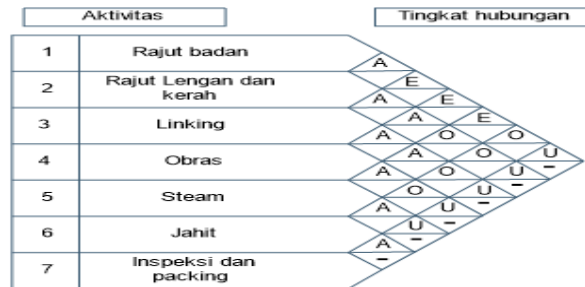 Aktivitas Tingkat hubungan
1 Rajut badan
A
E
2 Rajut Lengan dan
kerah
A E
A E
3 Linking
A O O
A O U
4 Obras
A O U -
O U -
5 Steam
A U -
U -
6 Jahit
A
7 Inspeksi dan
packing
-